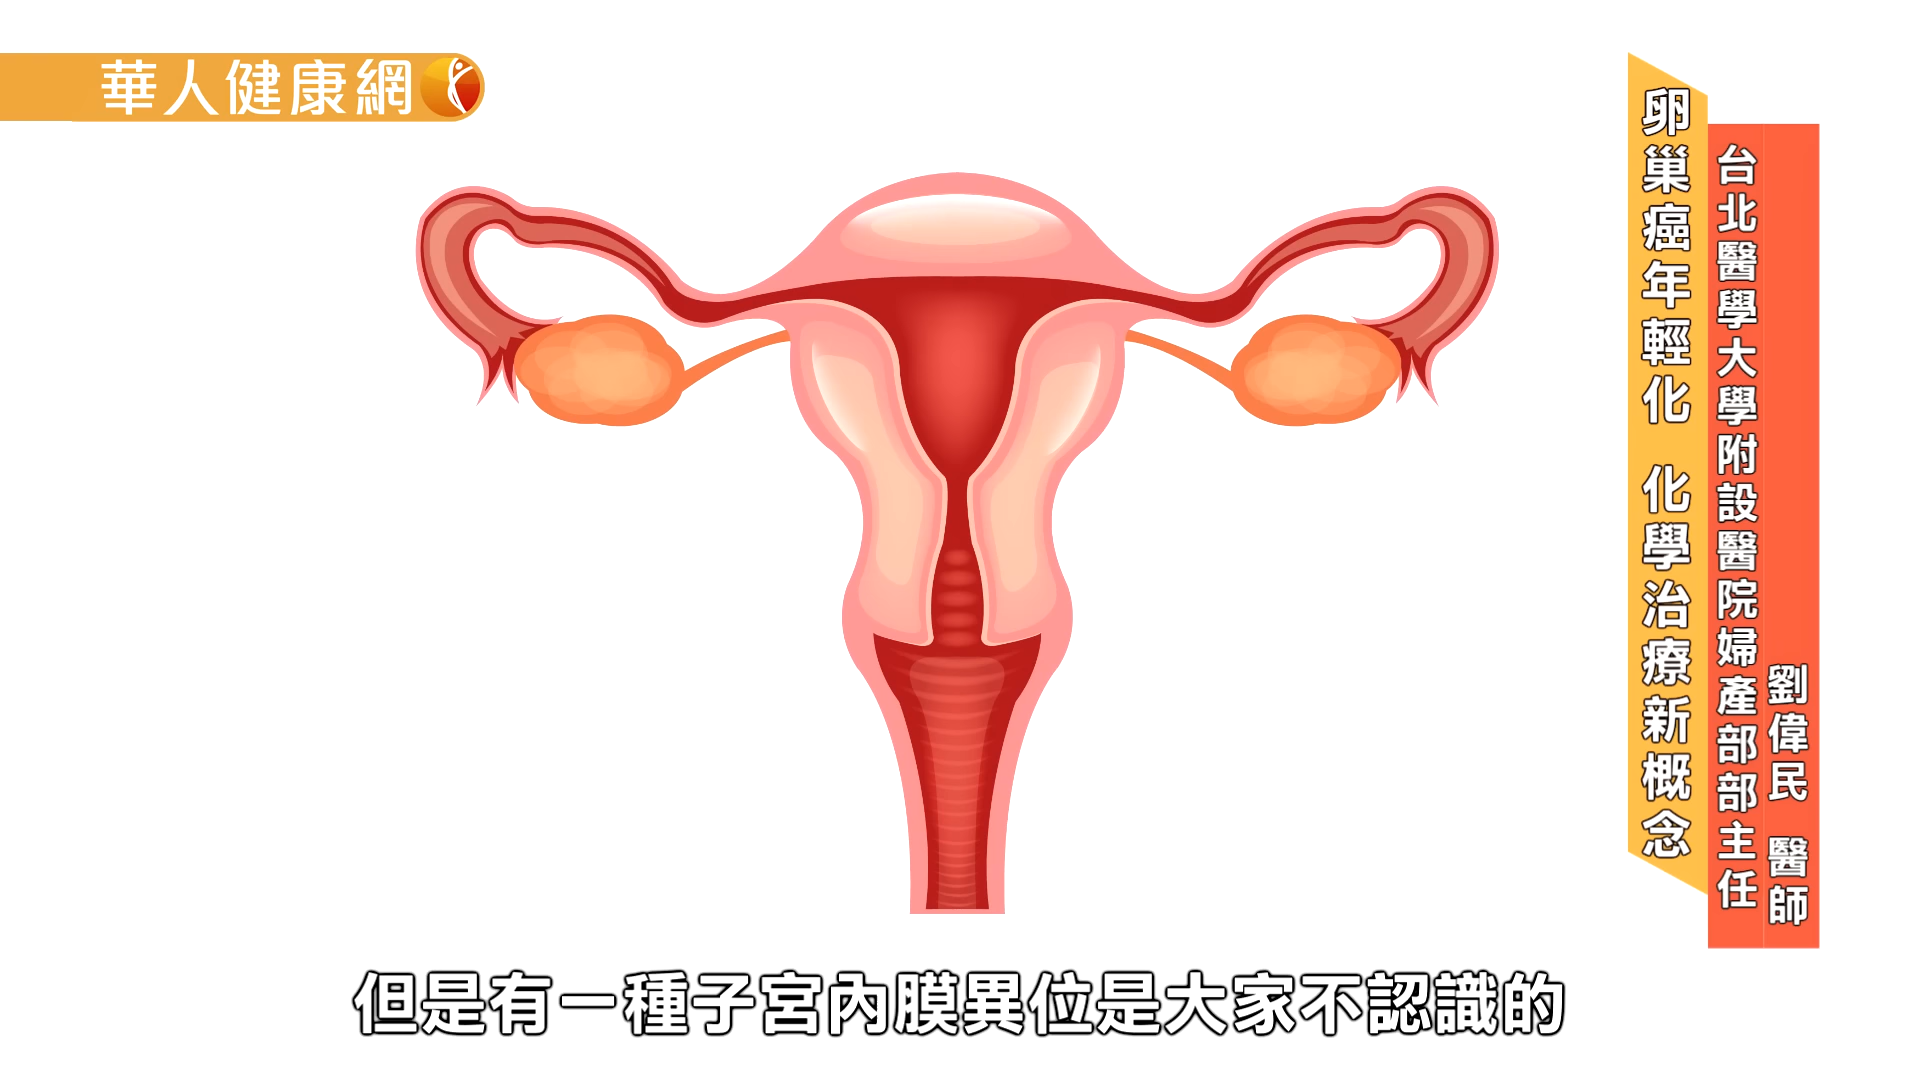 華人健康網
卵巢癌年輕化 化學治療新概念
台北醫學大學附設醫院婦產部部主任
劉偉民 醫師
但是有一種子宮內膜異位是大家不認識的